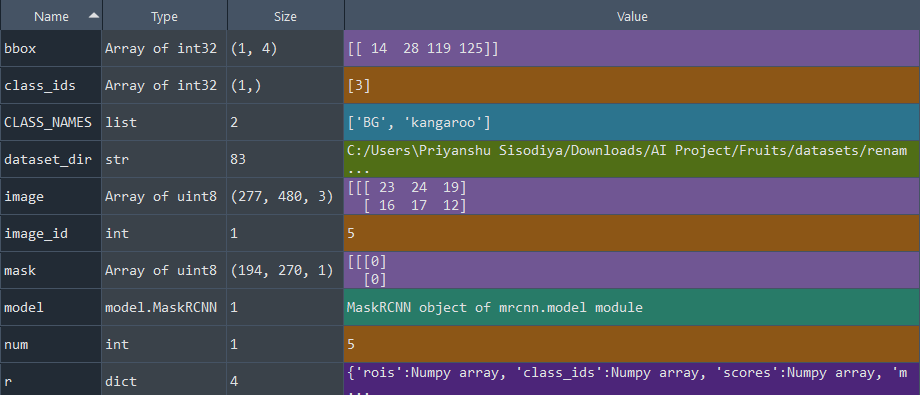 Name Type Size Value
bbox Array of int32 (1, 4) [[ 14  28 119 125]]
class_ids Array of int32 (1,) [3]
CLASS_NAMES list 2 ['BG', 'kangaroo']
dataset_dir str 83 C:/Users\Priyanshu Sisodiya/Downloads/AI Project/Fruits/datasets/renam
...
image Array of uint8 (277, 480, 3) [[[ 23  24  19]
[ 16  17  12]
image_id int 1 5
mask Array of uint8 (194, 270, 1) [[[0]
[0]
model model.MaskRCNN 1 MaskRCNN object of mrcnn.model module
num int 1 5
r dict 4 {'rois':Numpy array, 'class_ids':Numpy array, 'scores':Numpy array, 'm
...